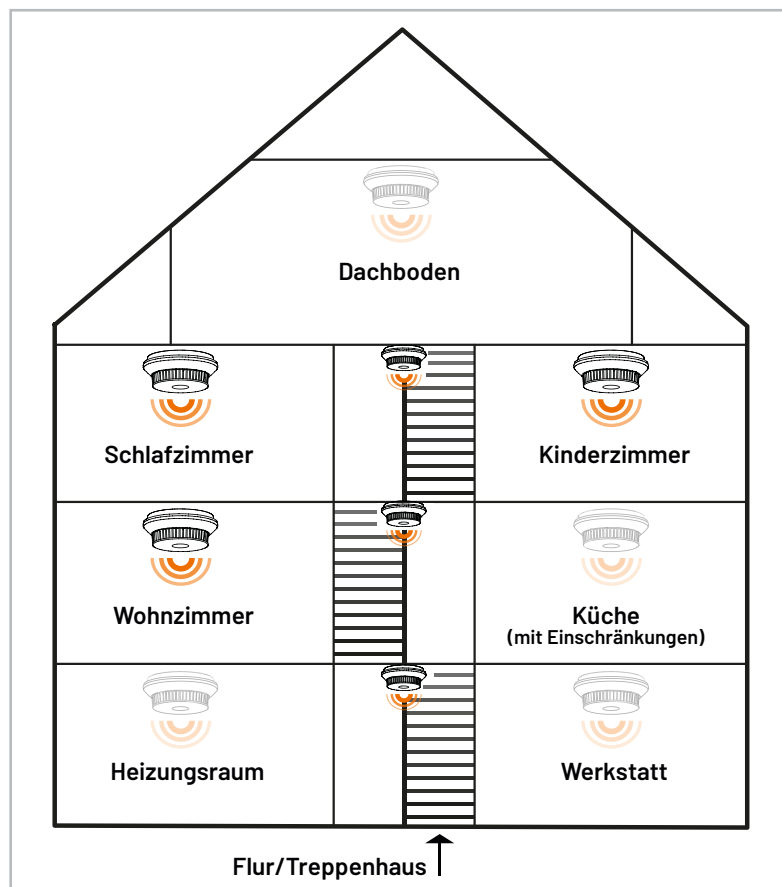 Dachboden
Schlafzimmer
Kinderzimmer
Wohnzimmer
Küche
(mit Einschränkungen)
Heizungsraum
Werkstatt
Flur/Treppenhaus